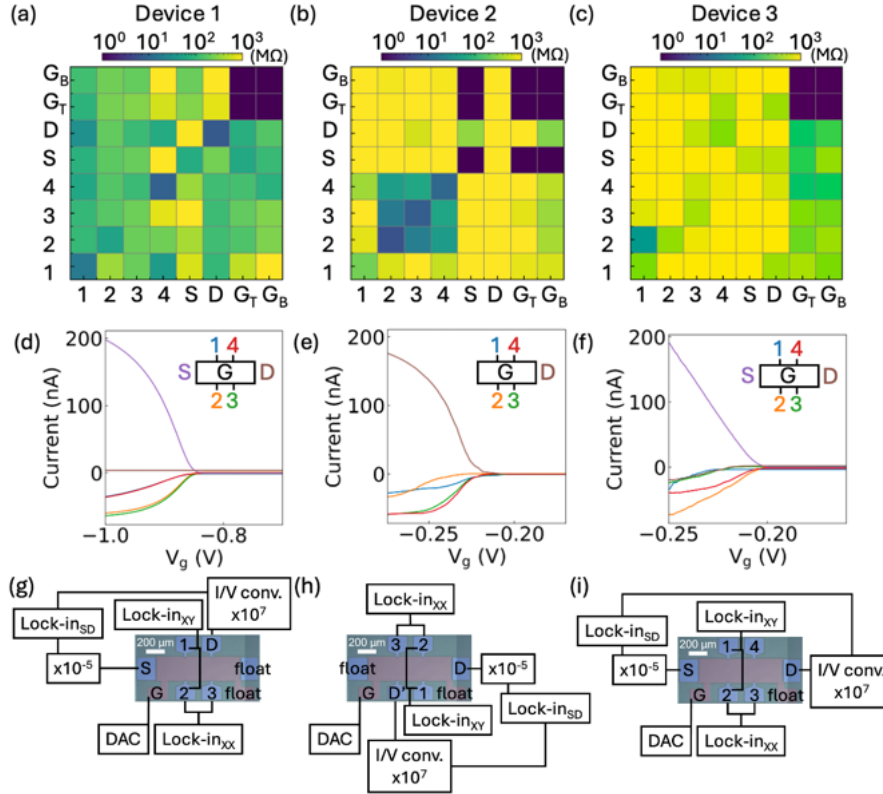 (a) Device 1 (b) Device 2 (c) Device 3
10⁰ 10¹ 10² 10³ (MΩ) 10⁰ 10¹ 10² 10³ (MΩ) 10⁰ 10¹ 10² 10³ (MΩ)
G_B G_B G_B
G_T G_T G_T
D D D
S S S
4 4 4
3 3 3
2 2 2
1 1 1
1 2 3 4 S D G_T G_B 1 2 3 4 S D G_T G_B 1 2 3 4 S D G_T G_B
(d)
200
100
0
Current (nA)
1 4
S G D
2 3
−1.0 −0.8
V_g (V)
(e)
200
100
0
Current (nA)
1 4
S G D
2 3
−0.25 −0.20
V_g (V)
(f)
200
100
0
Current (nA)
1 4
S G D
2 3
−0.25 −0.20
V_g (V)
(g)
I/V conv.
x10⁷
Lock-in_XY
Lock-in_SD
200 µm
1 D
x10⁻⁵
S float
G 2 3 float
DAC
Lock-in_XX
(h)
Lock-in_XX
200 µm
3 2
float D x10⁻⁵
G D' 1 float
Lock-in_XY Lock-in_SD
DAC
I/V conv.
x10⁷
(i)
Lock-in_XY
Lock-in_SD
200 µm
1 4
x10⁻⁵
S D
I/V conv.
x10⁷
G 2 3
DAC
Lock-in_XX